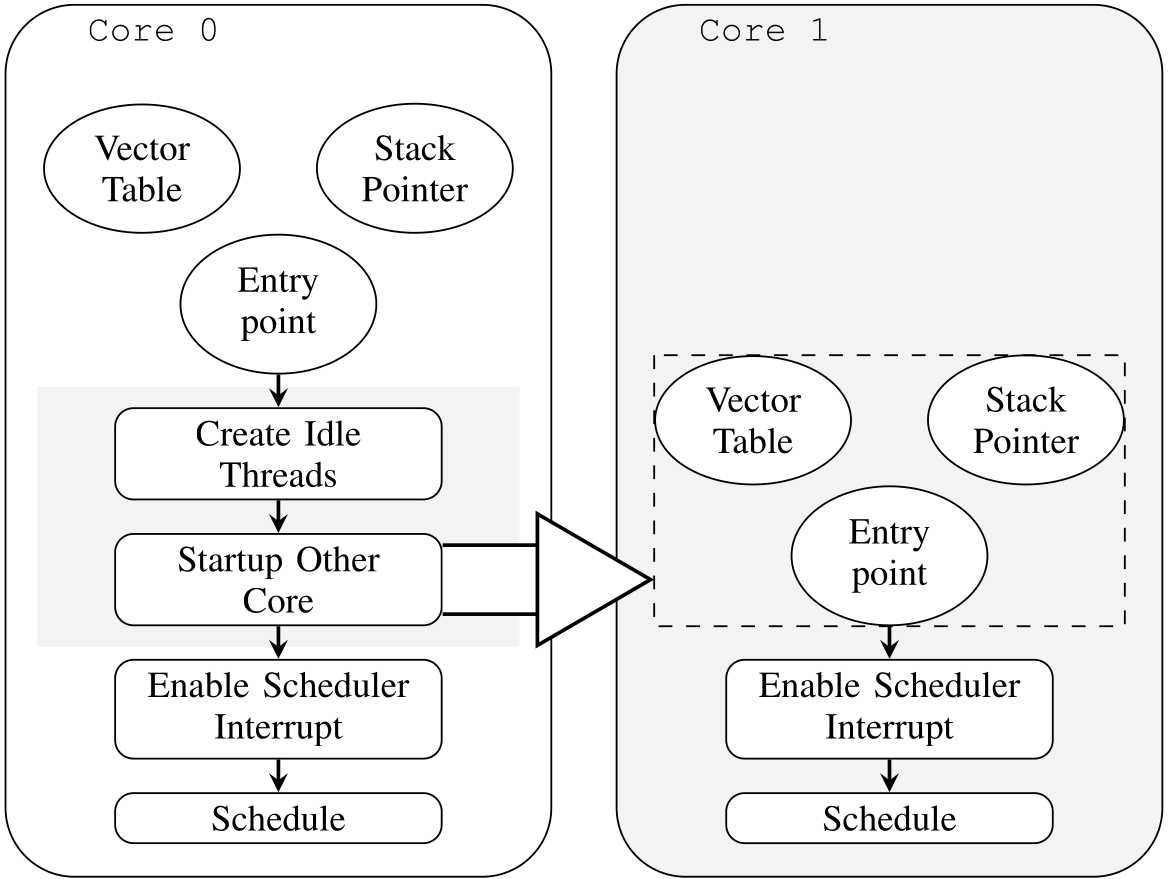 Core 0
Vector
Table
Stack
Pointer
Entry
point
Create Idle
Threads
Startup Other
Core
Enable Scheduler
Interrupt
Schedule
Core 1
Vector
Table
Stack
Pointer
Entry
point
Enable Scheduler
Interrupt
Schedule